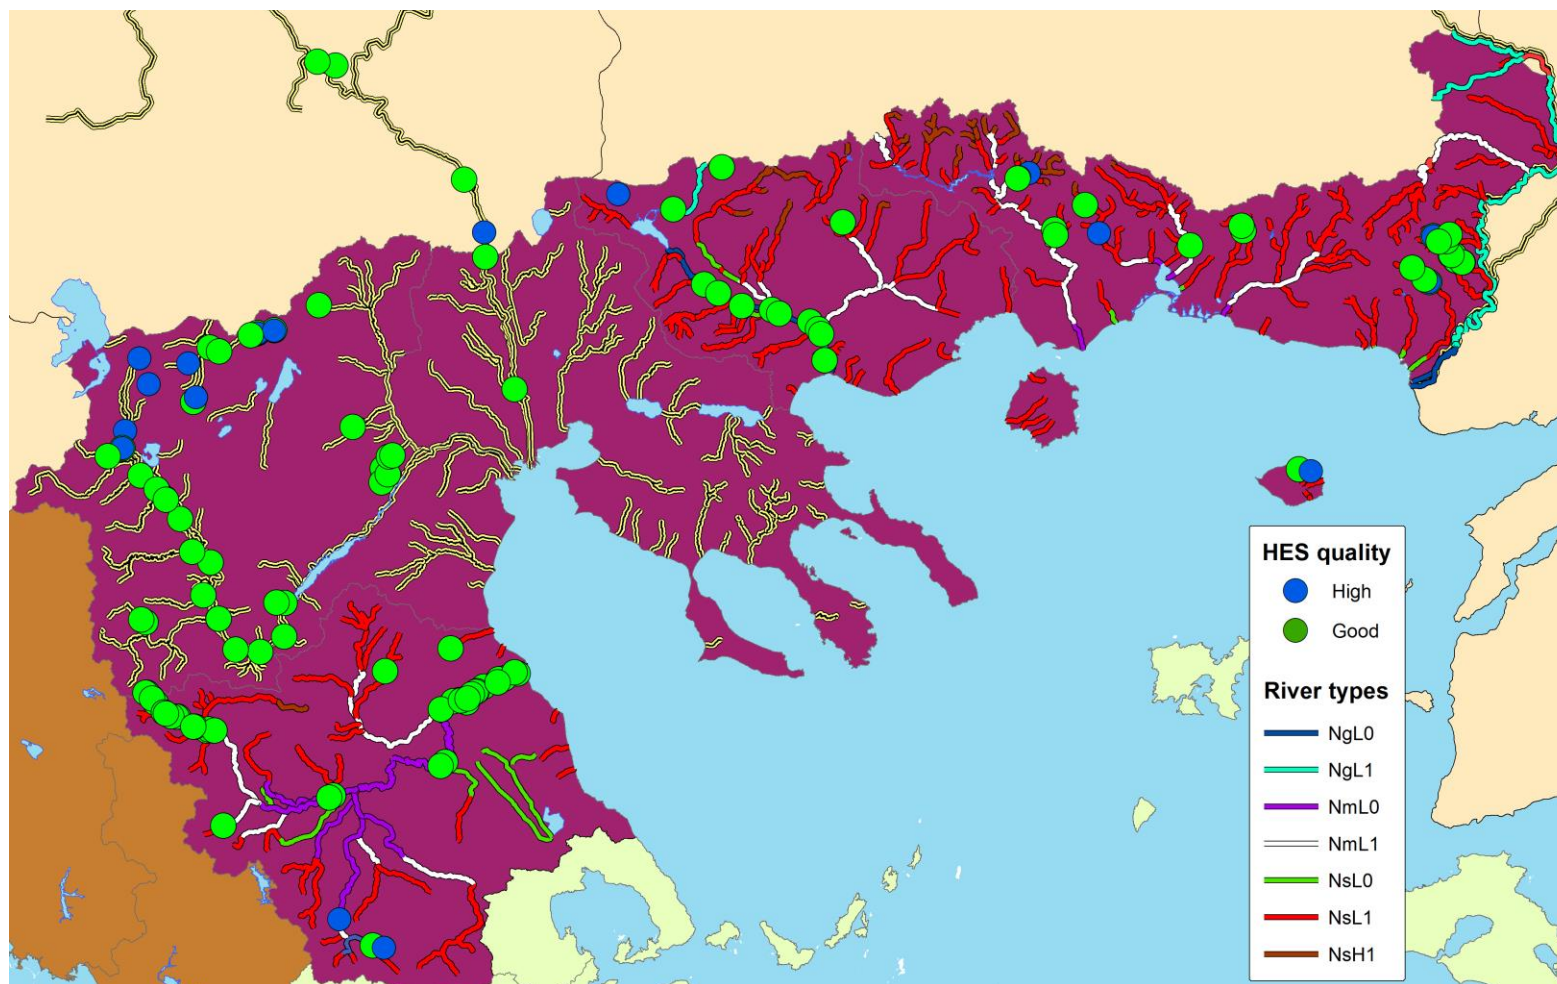 HES quality
High
Good
River types
NgL0
NgL1
NmL0
NmL1
NsL0
NsL1
NsH1